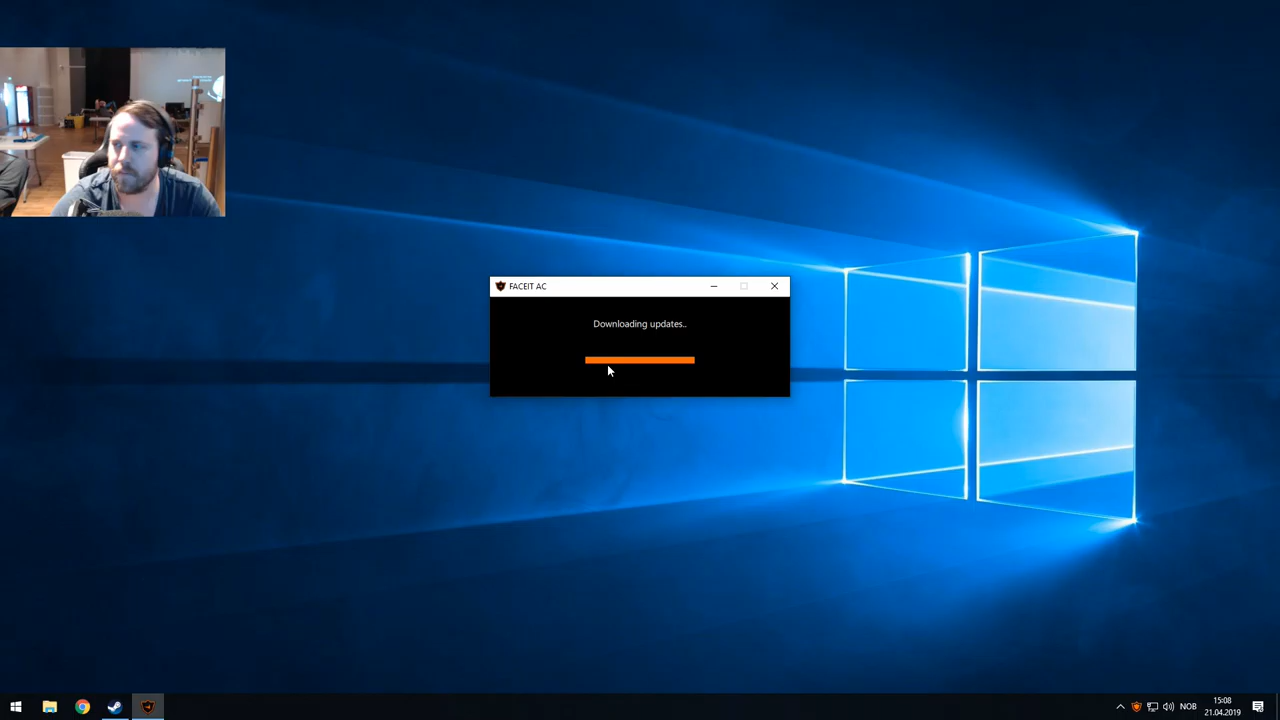 FACEIT AC
Downloading updates..
NOB
15:08
21.04.2019